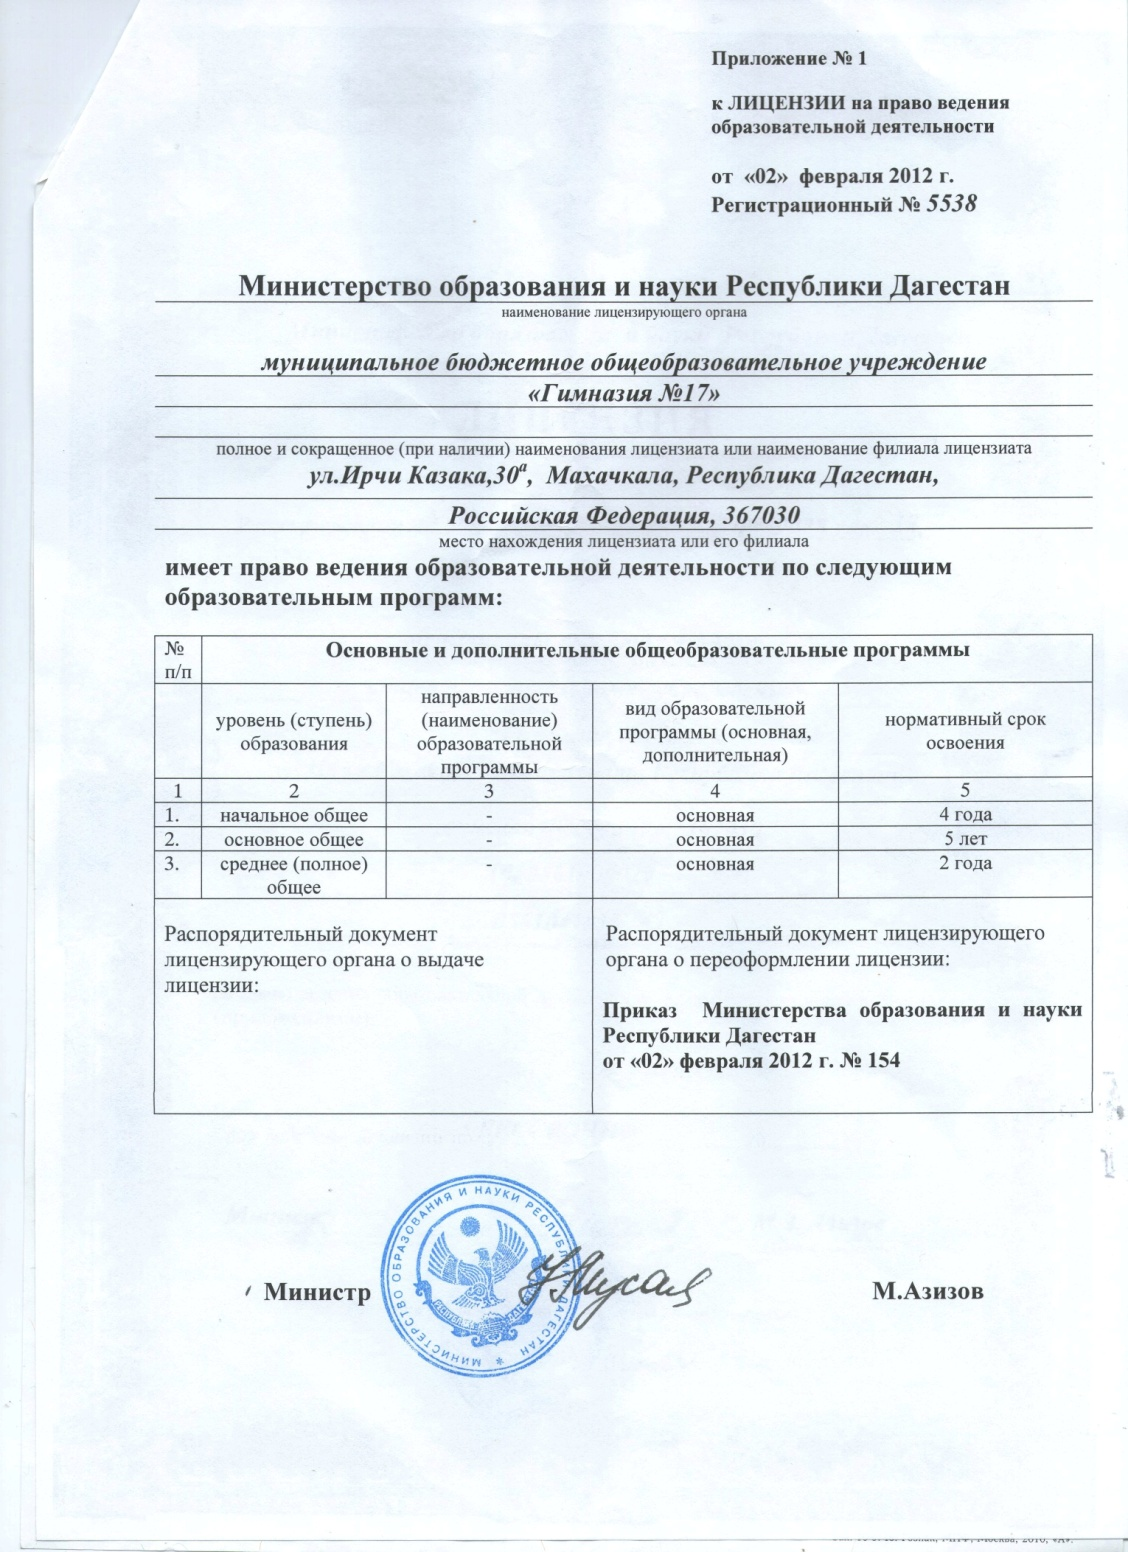 Приложение № 1
к ЛИЦЕНЗИИ на право ведения
образовательной деятельности
от «02» февраля 2012 г.
Регистрационный № 5538
Министерство образования и науки Республики Дагестан
наименование лицензирующего органа
муниципальное бюджетное общеобразовательное учреждение
«Гимназия №17»
полное и сокращенное (при наличии) наименования лицензиата или наименование филиала лицензиата
ул.Ирчи Казака,30а, Махачкала, Республика Дагестан,
Российская Федерация, 367030
место нахождения лицензиата или его филиала
имеет право ведения образовательной деятельности по следующим
образовательным программ:
№
п/п
Основные и дополнительные общеобразовательные программы
уровень (ступень)
образования
направленность
(наименование)
образовательной
программы
вид образовательной
программы (основная,
дополнительная)
нормативный срок
освоения
1 2 3 4 5
1. начальное общее - основная 4 года
2. основное общее - основная 5 лет
3. среднее (полное) - основная 2 года
общее
Распорядительный документ
лицензирующего органа о выдаче
лицензии:
Распорядительный документ лицензирующего
органа о переоформлении лицензии:
Приказ Министерства образования и науки
Республики Дагестан
от «02» февраля 2012 г. № 154
МИНИСТЕРСТВО ОБРАЗОВАНИЯ И НАУКИ РЕСПУБЛИКИ ДАГЕСТАН
Министр
М.Азизов